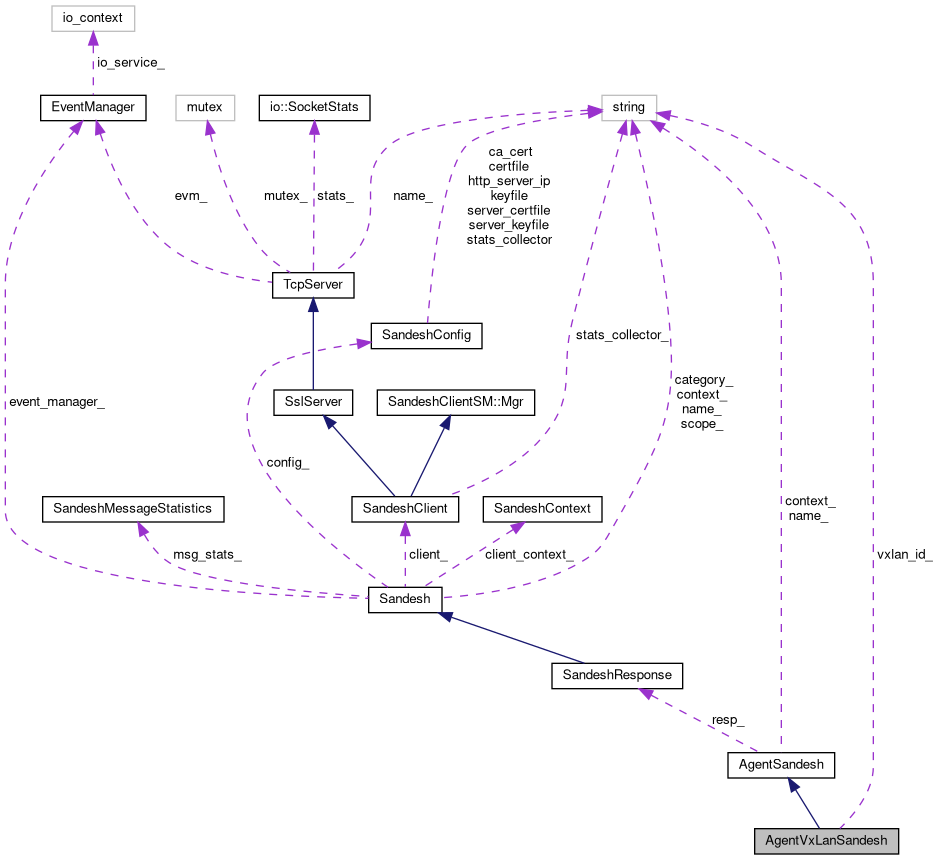 io_context
io_service_
EventManager
mutex
io::SocketStats
string
ca_cert
certfile
http_server_ip
keyfile
server_certfile
server_keyfile
stats_collector
evm_
mutex_
stats_
name_
TcpServer
SandeshConfig
stats_collector_
category_
context_
name_
scope_
event_manager_
SslServer
SandeshClientSM::Mgr
config_
SandeshMessageStatistics
SandeshClient
SandeshContext
context_
name_
msg_stats_
client_
client_context_
vxlan_id_
Sandesh
SandeshResponse
resp_
AgentSandesh
AgentVxLanSandesh